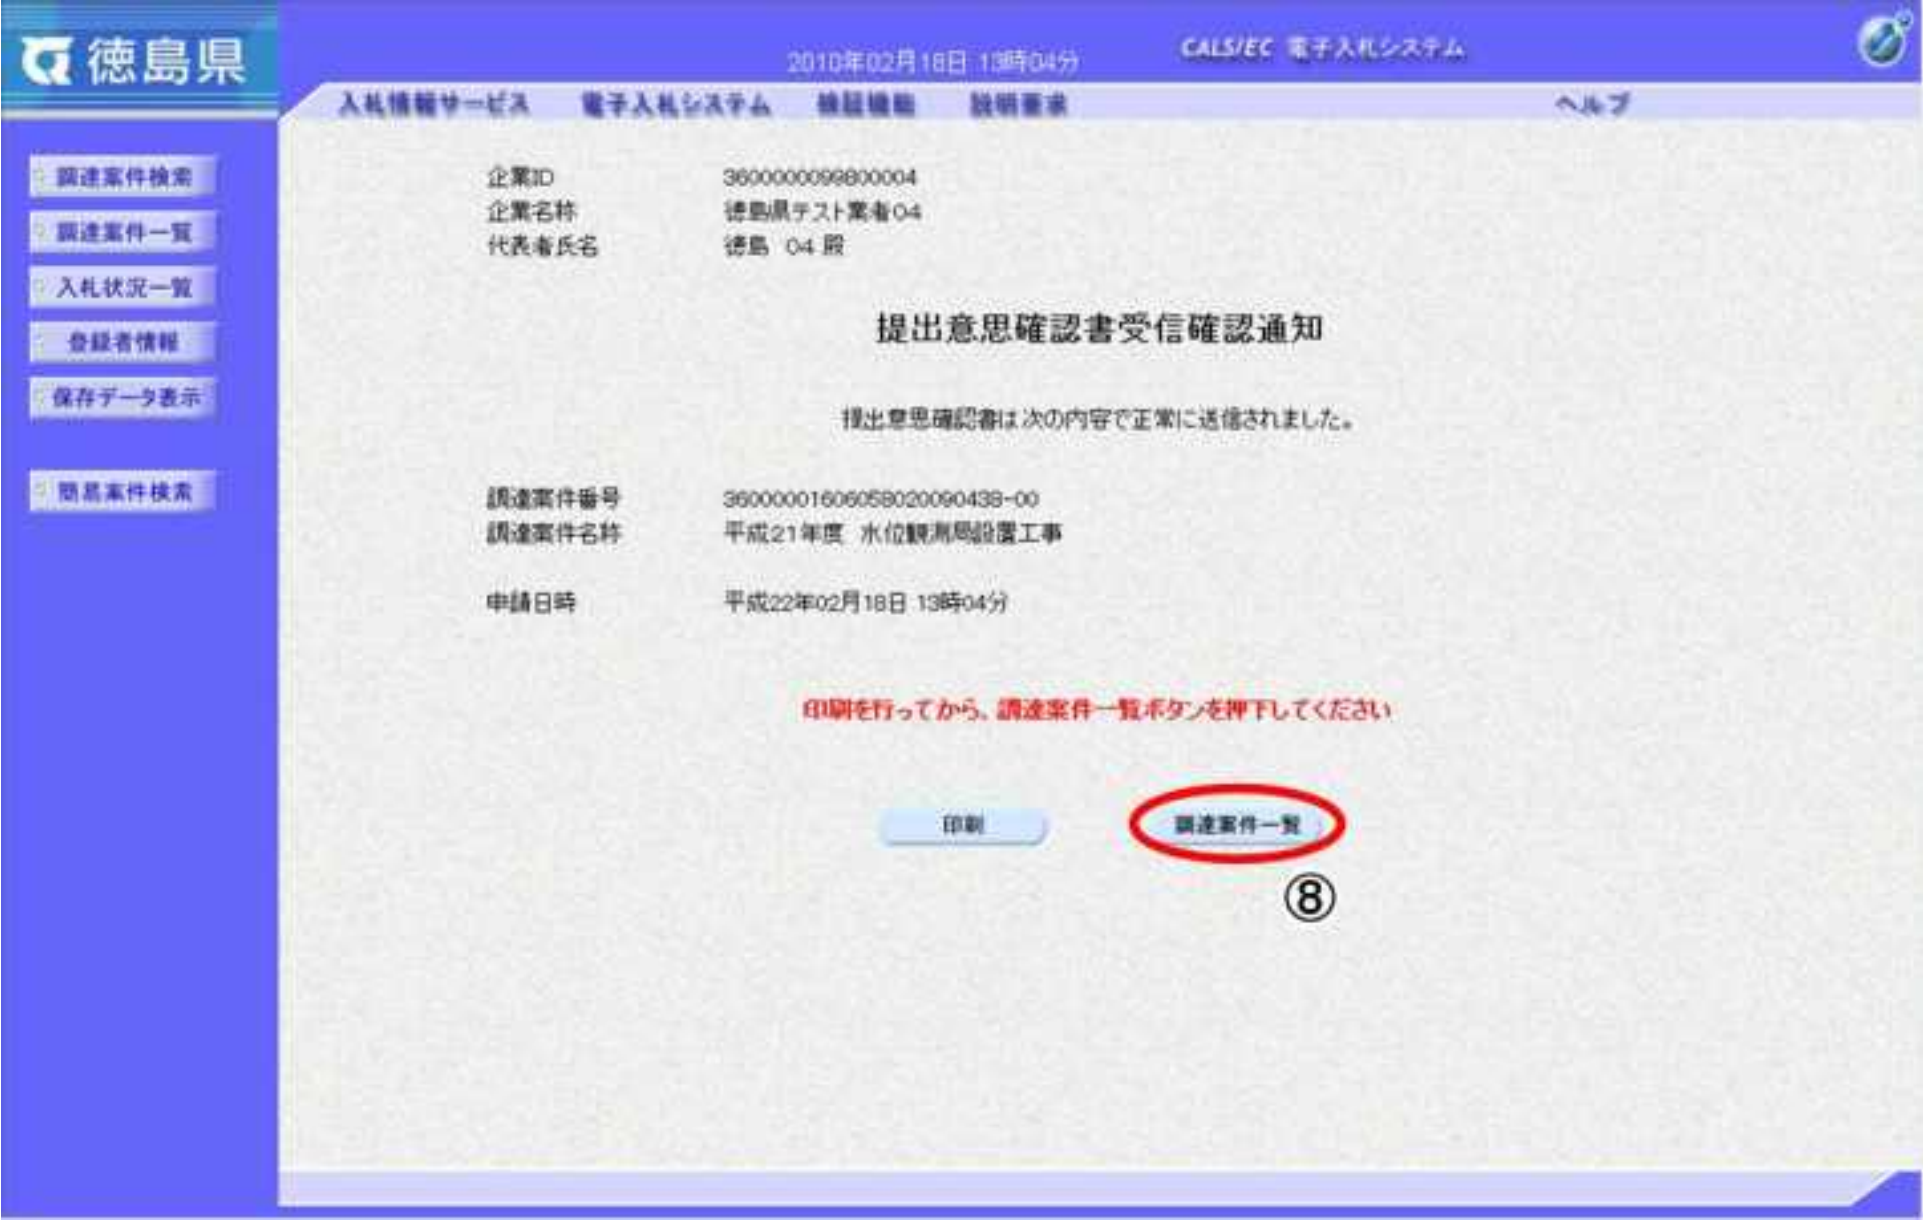 徳島県
2010年02月18日 13時04分
CALS/EC 電子入札システム
入札情報サービス 電子入札システム 検証機能 説明要求 ヘルプ
調達案件検索
調達案件一覧
入札状況一覧
登録者情報
保存データ表示
簡易案件検索
企業ID 3600000099800004
企業名称 徳島県テスト業者04
代表者氏名 徳島 04 殿
提出意思確認書受信確認通知
提出意思確認書は次の内容で正常に送信されました。
調達案件番号 36000001606058020090438-00
調達案件名称 平成21年度 水位観測局設置工事
申請日時 平成22年02月18日 13時04分
印刷を行ってから、調達案件一覧ボタンを押下してください
印刷 調達案件一覧
⑧